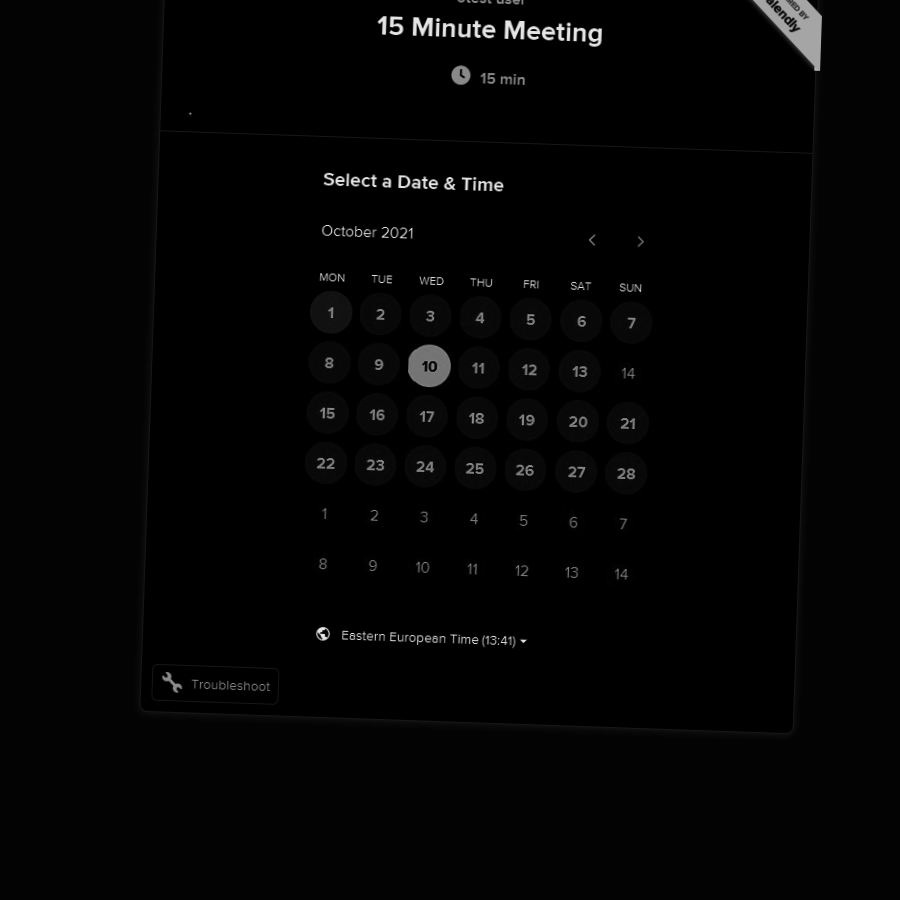 15 Minute Meeting
15 min
Select a Date & Time
October 2021
MON TUE WED THU FRI SAT SUN
1 2 3 4 5 6 7
8 9 10 11 12 13 14
15 16 17 18 19 20 21
22 23 24 25 26 27 28
1 2 3 4 5 6 7
8 9 10 11 12 13 14
Eastern European Time (13:41)
Troubleshoot